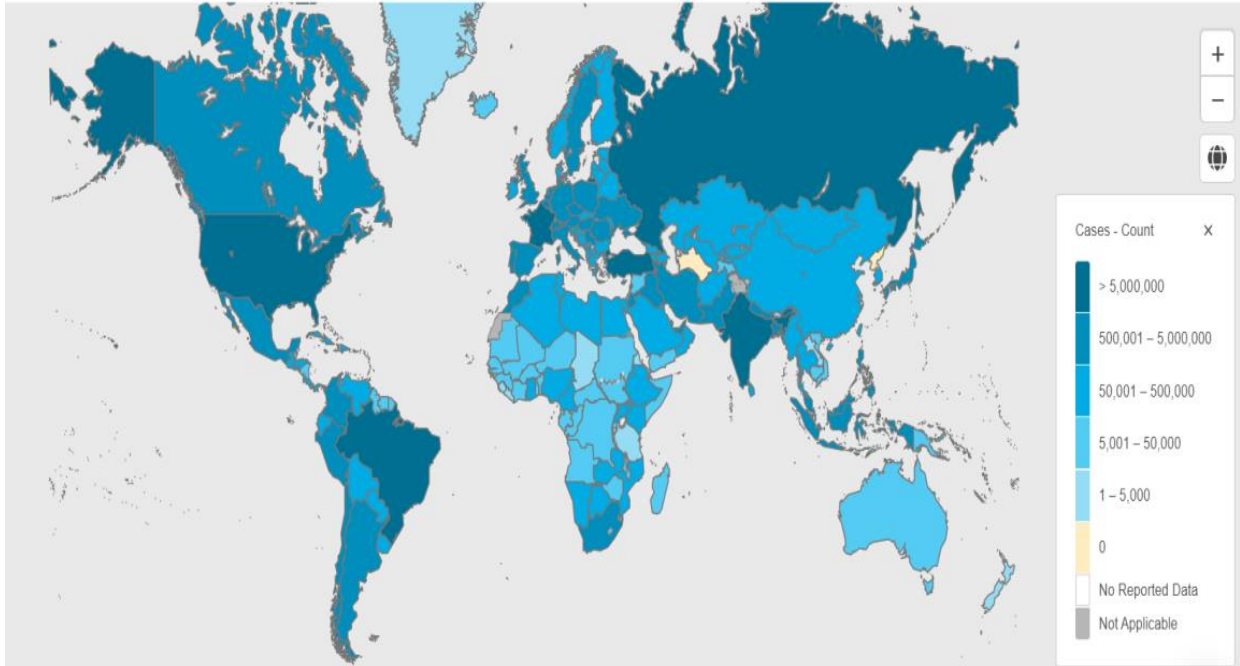 +
−
Cases - Count x
> 5,000,000
500,001 – 5,000,000
50,001 – 500,000
5,001 – 50,000
1 – 5,000
0
No Reported Data
Not Applicable